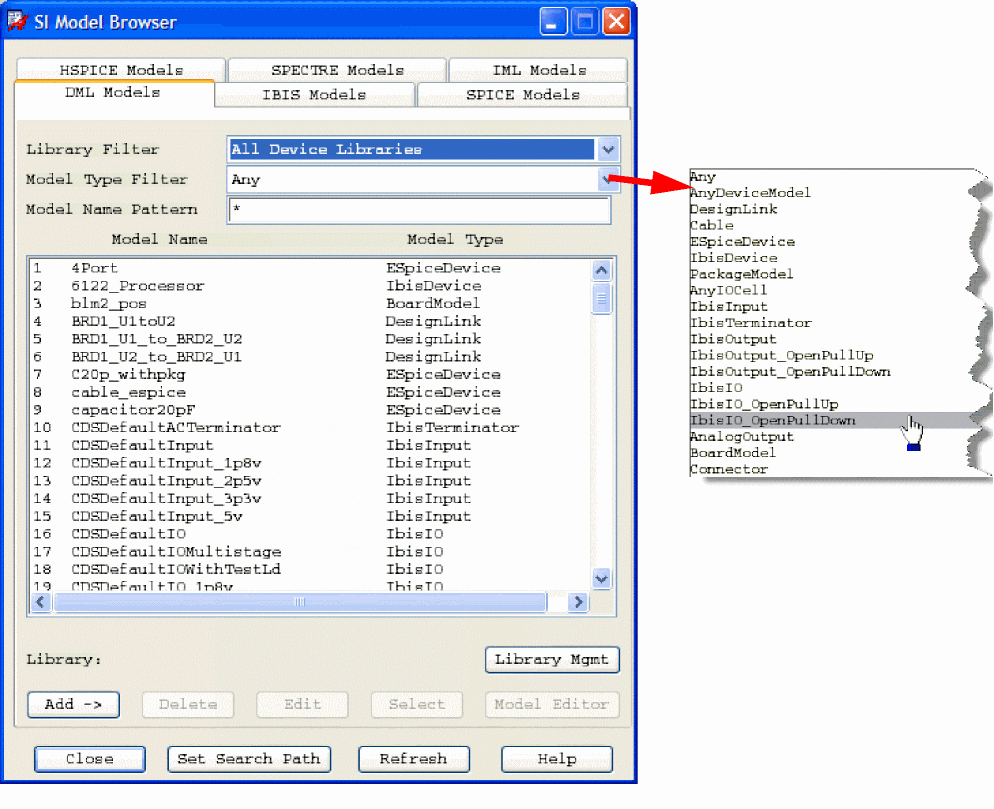 SI Model Browser
HSPICE Models SPECTRE Models IML Models
DML Models IBIS Models SPICE Models
Library Filter All Device Libraries
Model Type Filter Any
Model Name Pattern *
Model Name Model Type
1 4Port ESpiceDevice
2 6122_Processor IbisDevice
3 blm2_pos BoardModel
4 BRD1_U1toU2 DesignLink
5 BRD1_U1_to_BRD2_U2 DesignLink
6 BRD1_U2_to_BRD2_U1 DesignLink
7 C20p_withpkg ESpiceDevice
8 cable_espice ESpiceDevice
9 capacitor20pF ESpiceDevice
10 CDSDefaultACTerminator IbisTerminator
11 CDSDefaultInput IbisInput
12 CDSDefaultInput_1p8v IbisInput
13 CDSDefaultInput_2p5v IbisInput
14 CDSDefaultInput_3p3v IbisInput
15 CDSDefaultInput_5v IbisInput
16 CDSDefaultIO IbisIO
17 CDSDefaultIOMultistage IbisIO
18 CDSDefaultIOWithTestLd IbisIO
19 CDSDefaultIO_1p8v IbisIO
Library: Library Mgmt
Add -> Delete Edit Select Model Editor
Close Set Search Path Refresh Help
Any
AnyDeviceModel
DesignLink
Cable
ESpiceDevice
IbisDevice
PackageModel
AnyIOCell
IbisInput
IbisTerminator
IbisOutput
IbisOutput_OpenPullUp
IbisOutput_OpenPullDown
IbisIO
IbisIO_OpenPullUp
IbisIO_OpenPullDown
AnalogOutput
BoardModel
Connector